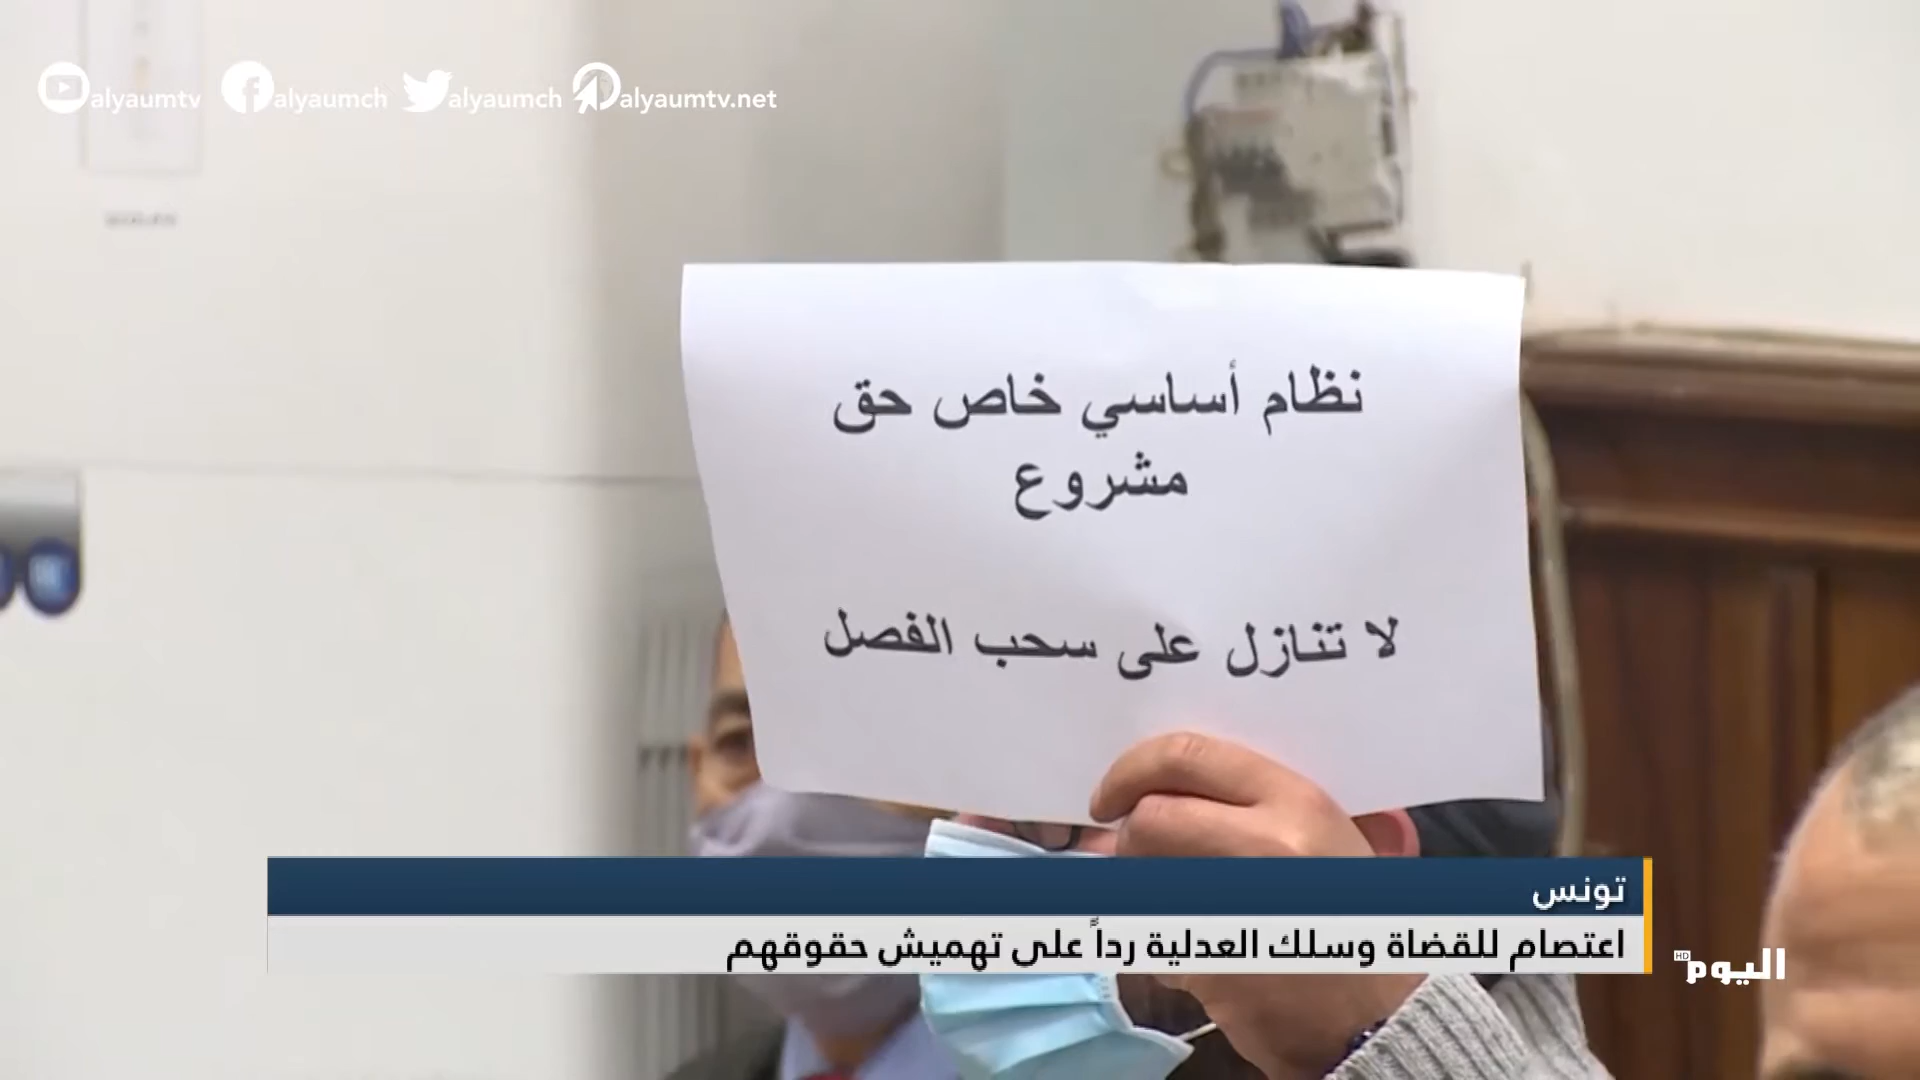 alyaumtv alyaumch alyaumch alyaumtv.net
نظام أساسي خاص حق
مشروع
لا تنازل على سحب الفصل
تونس
اعتصام للقضاة وسلك العدلية رداً على تهميش حقوقهم
اليوم HD